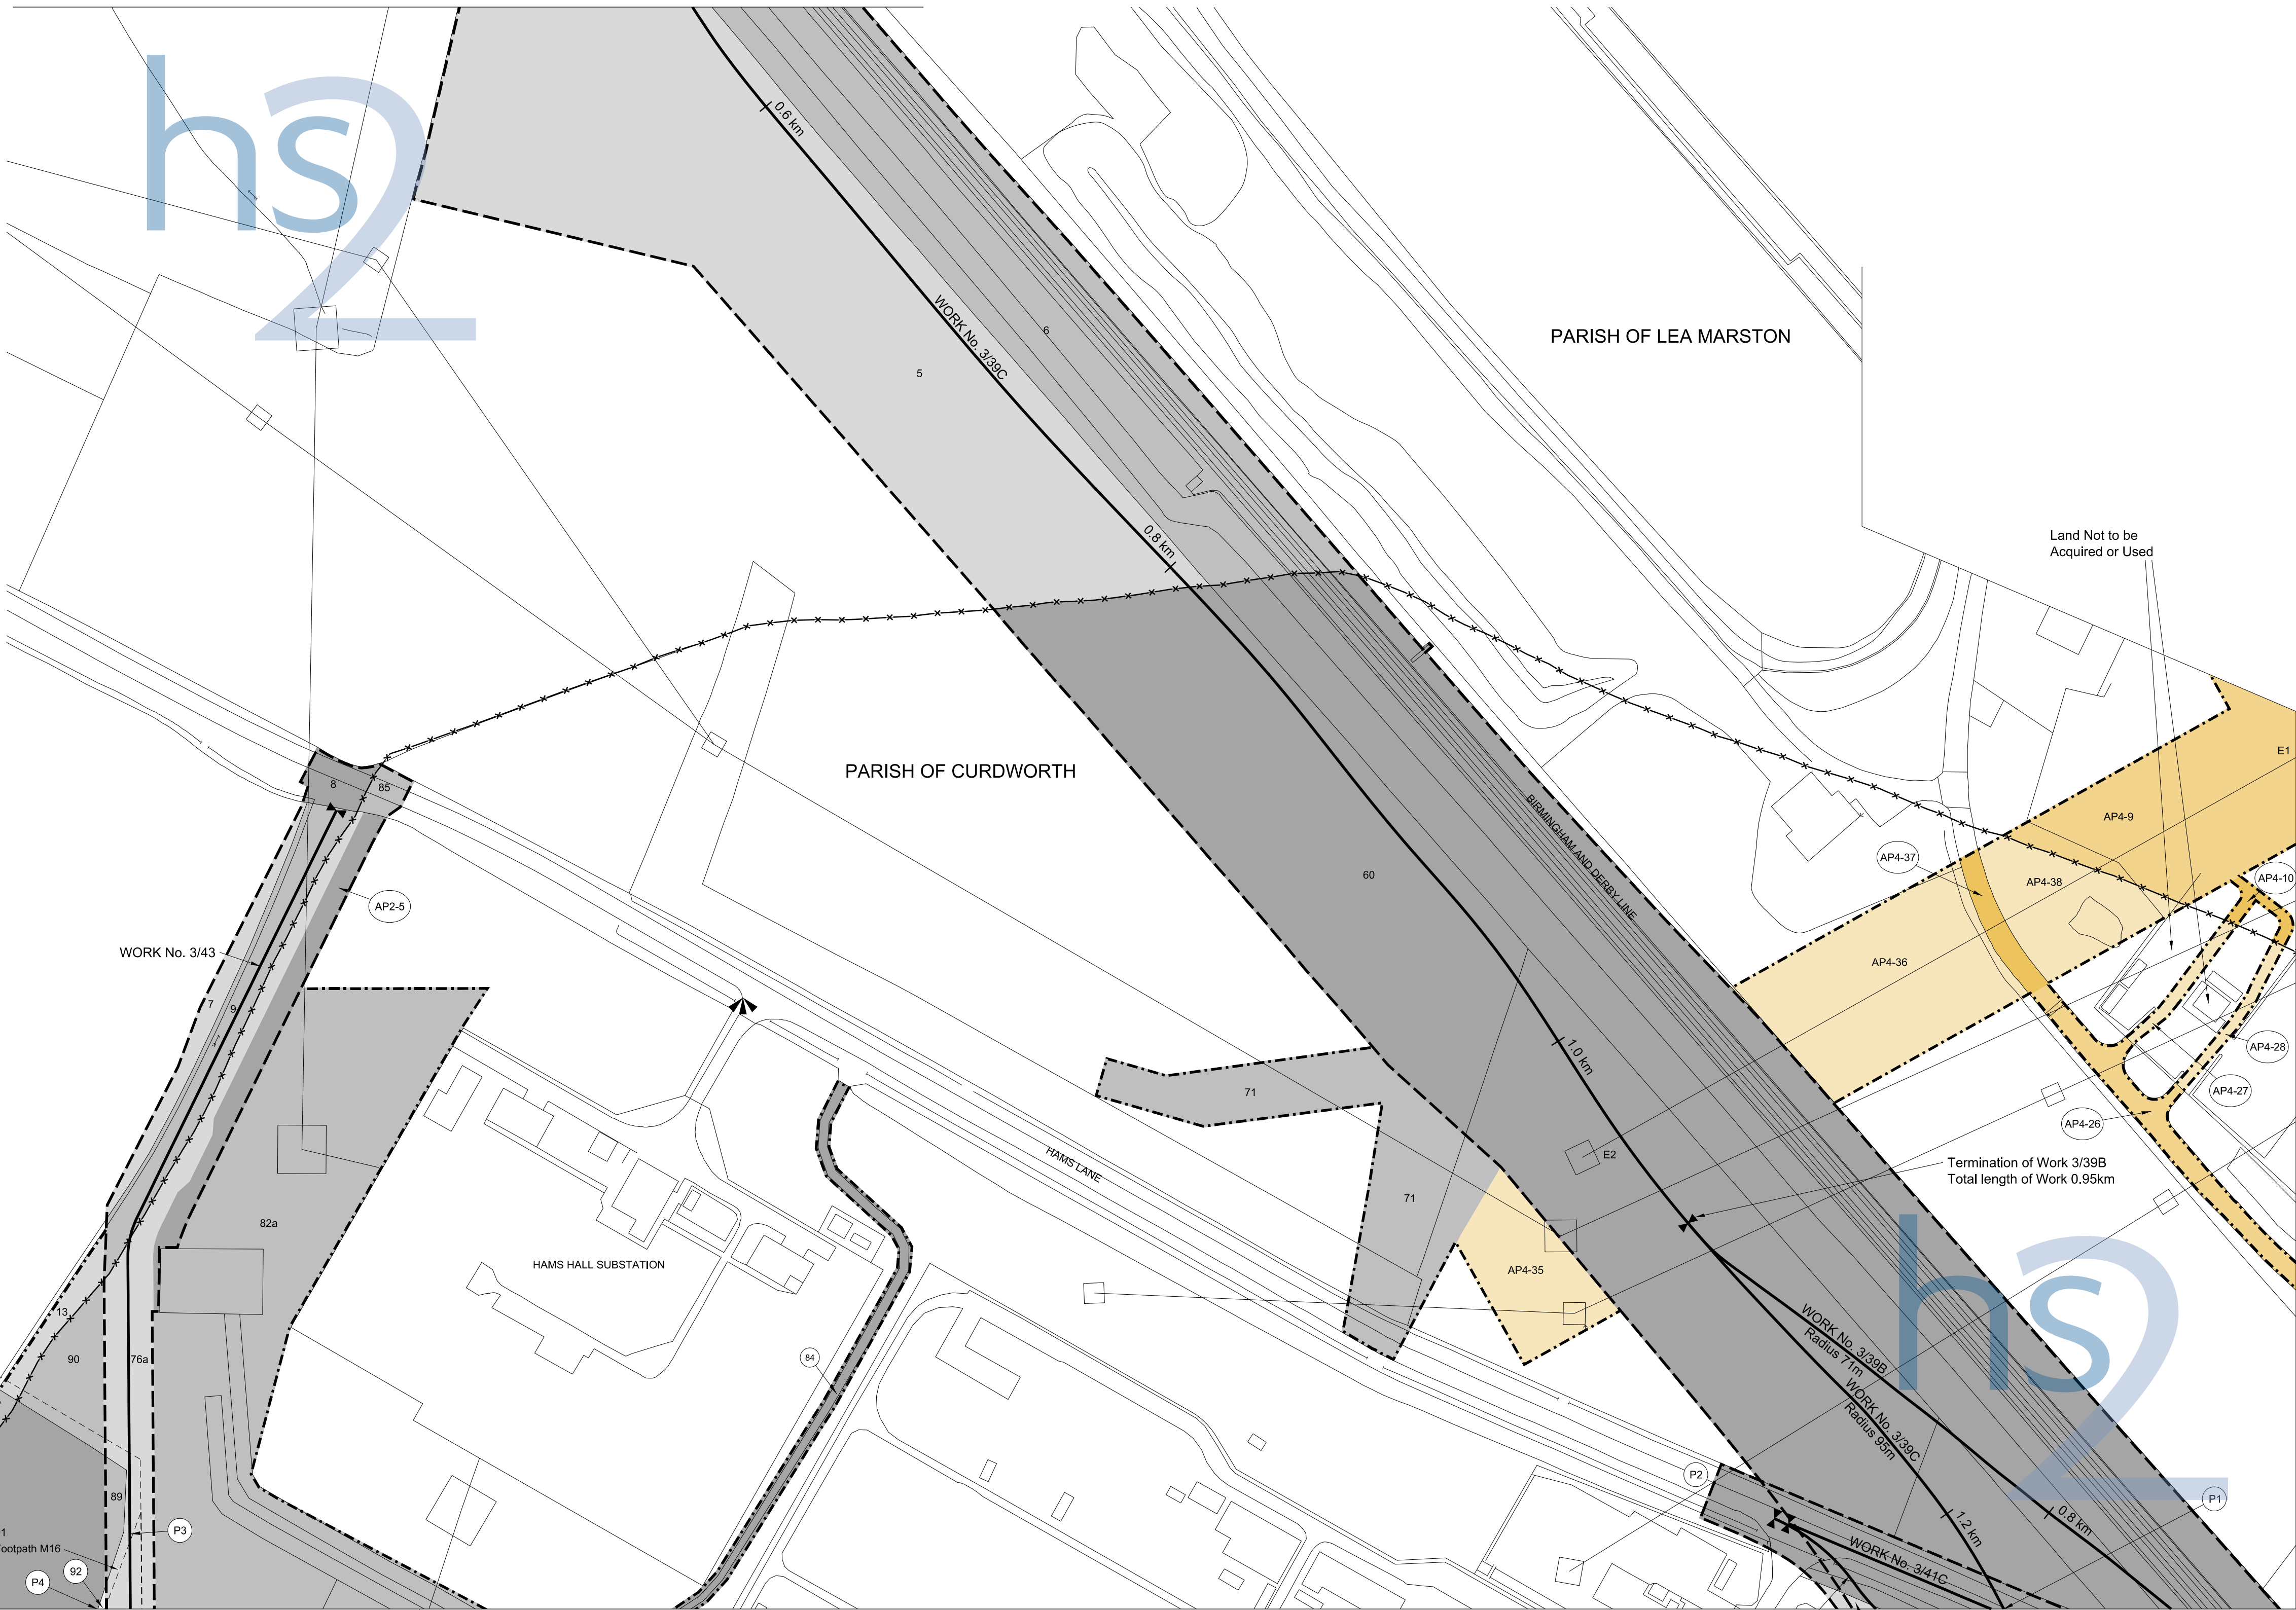 hs2
0.6 km
WORK No. 3/39C
6
5
PARISH OF LEA MARSTON
0.8 km
Land Not to be
Acquired or Used
PARISH OF CURDWORTH
E1
8
85
AP4-9
BIRMINGHAM AND DERBY LINE
60
AP4-37
AP4-38
AP4-10
AP2-5
WORK No. 3/43
AP4-36
7
9
1.0 km
AP4-28
71
AP4-27
AP4-26
HAMS LANE
E2
Termination of Work 3/39B
Total length of Work 0.95km
71
82a
HAMS HALL SUBSTATION
AP4-35
hs2
13
WORK No. 3/39B
Radius 71m
90
76a
84
WORK No. 3/39C
Radius 95m
P2
89
P1
P3
1.2 km
0.8 km
1
ootpath M16
WORK No. 3/41C
92
P4